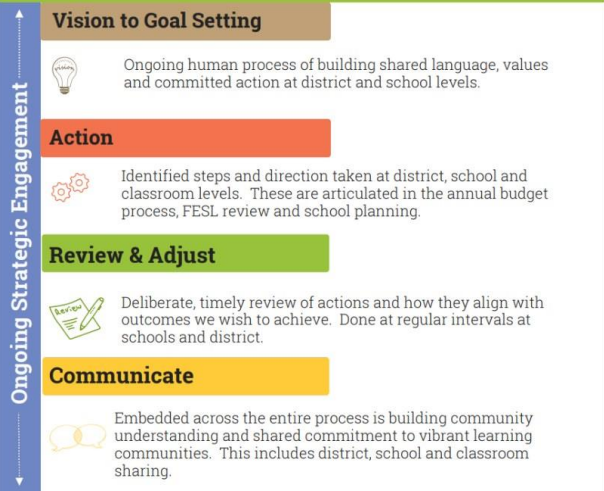 Ongoing Strategic Engagement
Vision to Goal Setting
vision
Ongoing human process of building shared language, values
and committed action at district and school levels.
Action
Identified steps and direction taken at district, school and
classroom levels.  These are articulated in the annual budget
process, FESL review and school planning.
Review & Adjust
Review
Deliberate, timely review of actions and how they align with
outcomes we wish to achieve.  Done at regular intervals at
schools and district.
Communicate
Embedded across the entire process is building community
understanding and shared commitment to vibrant learning
communities.  This includes district, school and classroom
sharing.